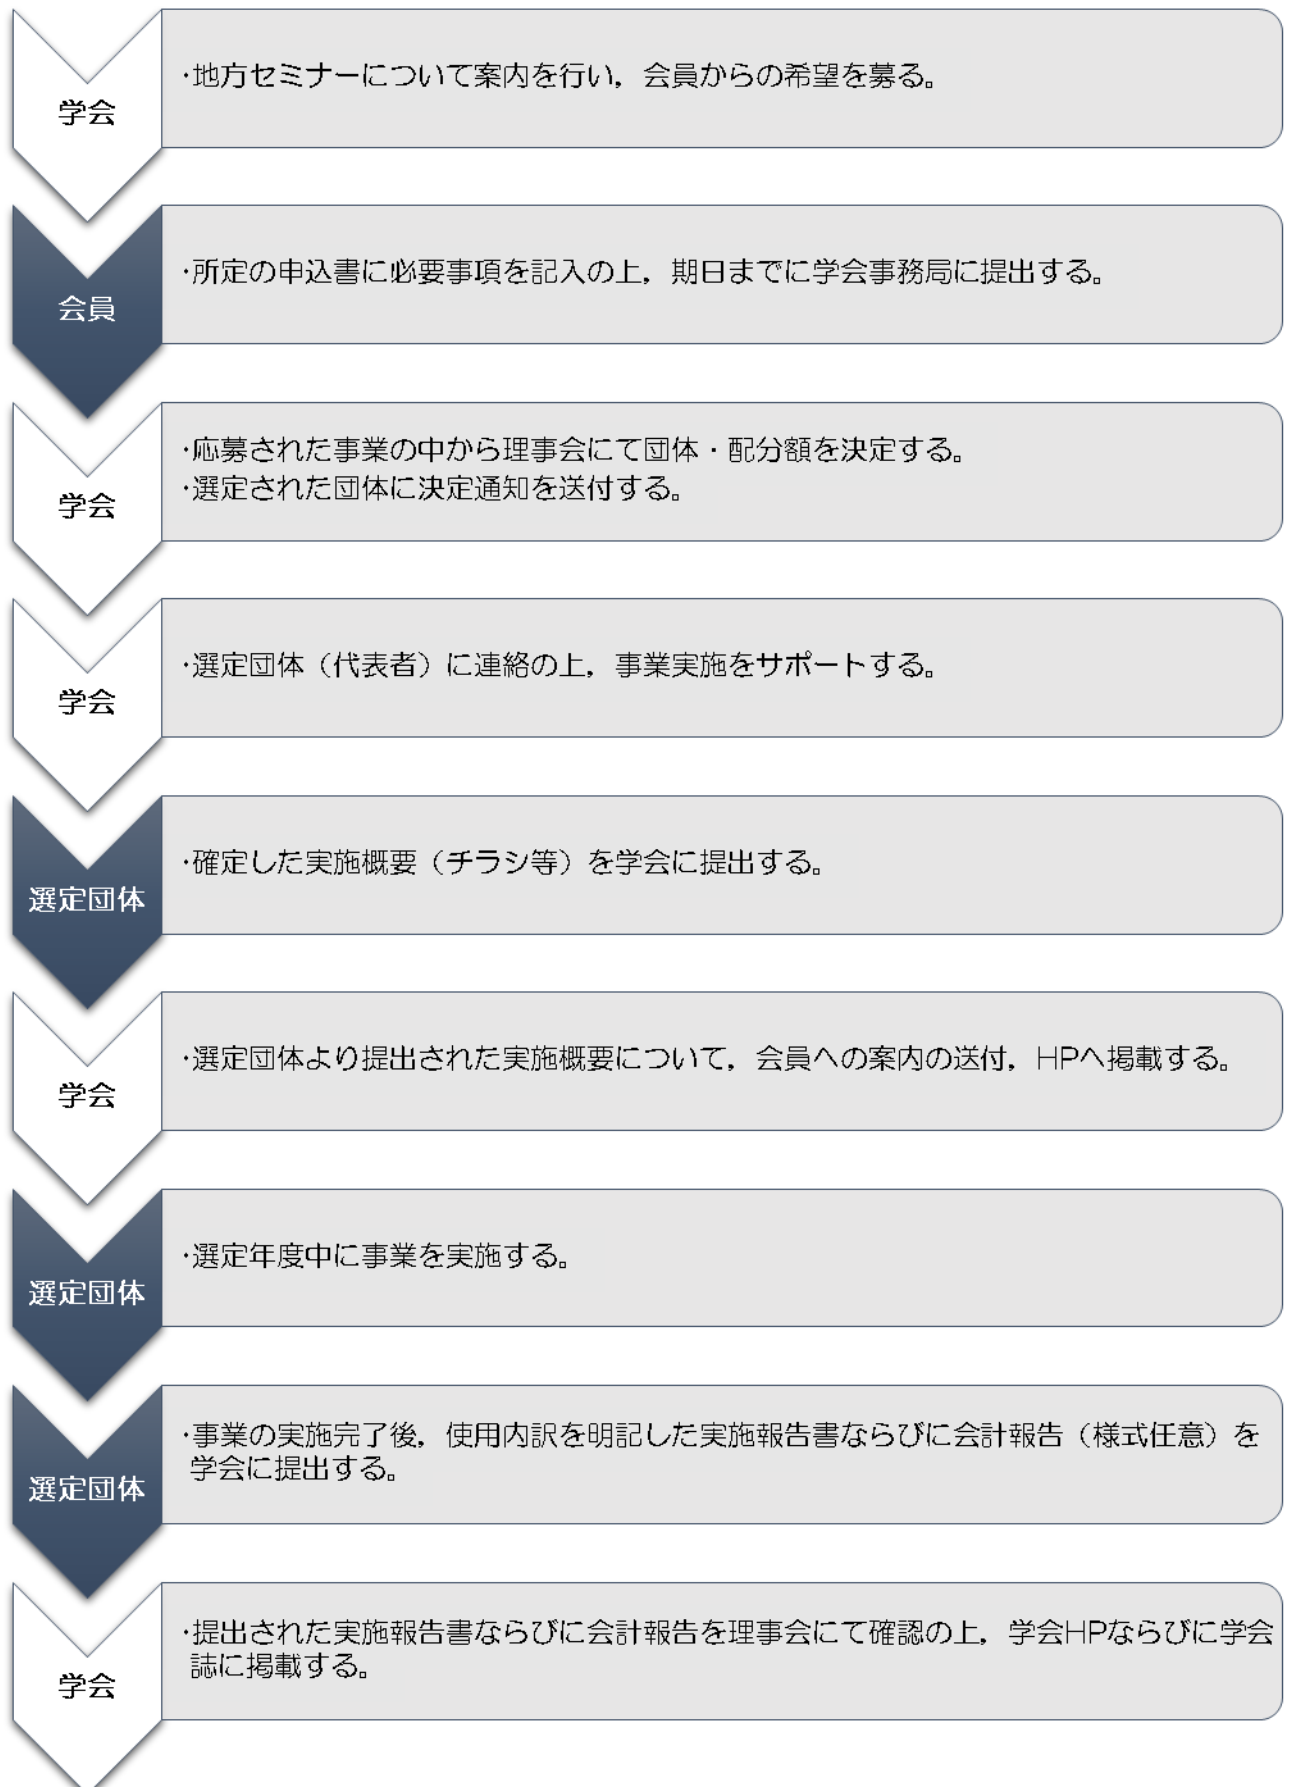 学会
・地方セミナーについて案内を行い，会員からの希望を募る。
会員
・所定の申込書に必要事項を記入の上，期日までに学会事務局に提出する。
学会
・応募された事業の中から理事会にて団体・配分額を決定する。
・選定された団体に決定通知を送付する。
学会
・選定団体（代表者）に連絡の上，事業実施をサポートする。
選定団体
・確定した実施概要（チラシ等）を学会に提出する。
学会
・選定団体より提出された実施概要について，会員への案内の送付，HPへ掲載する。
選定団体
・選定年度中に事業を実施する。
選定団体
・事業の実施完了後，使用内訳を明記した実施報告書ならびに会計報告（様式任意）を
学会に提出する。
学会
・提出された実施報告書ならびに会計報告を理事会にて確認の上，学会HPならびに学会
誌に掲載する。